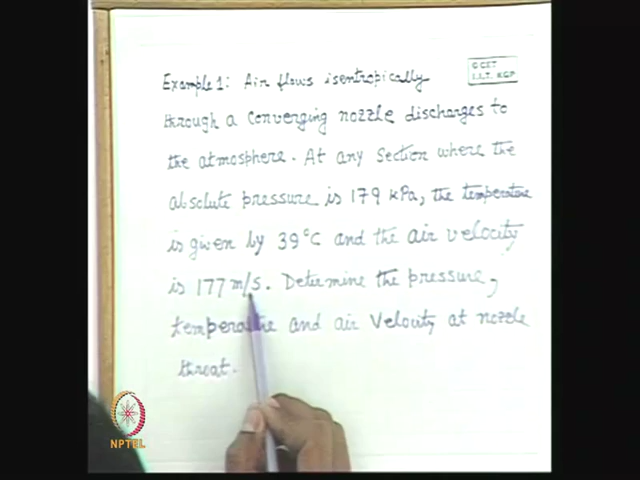 Example 1: Air flows isentropically
through a converging nozzle discharges to
the atmosphere. At any section where the
absolute pressure is 179 kPa, the temperature
is given by 39°C and the air velocity
is 177 m/s. Determine the pressure,
temperature and air velocity at nozzle
throat.
CET
I.I.T. KGP
NPTEL